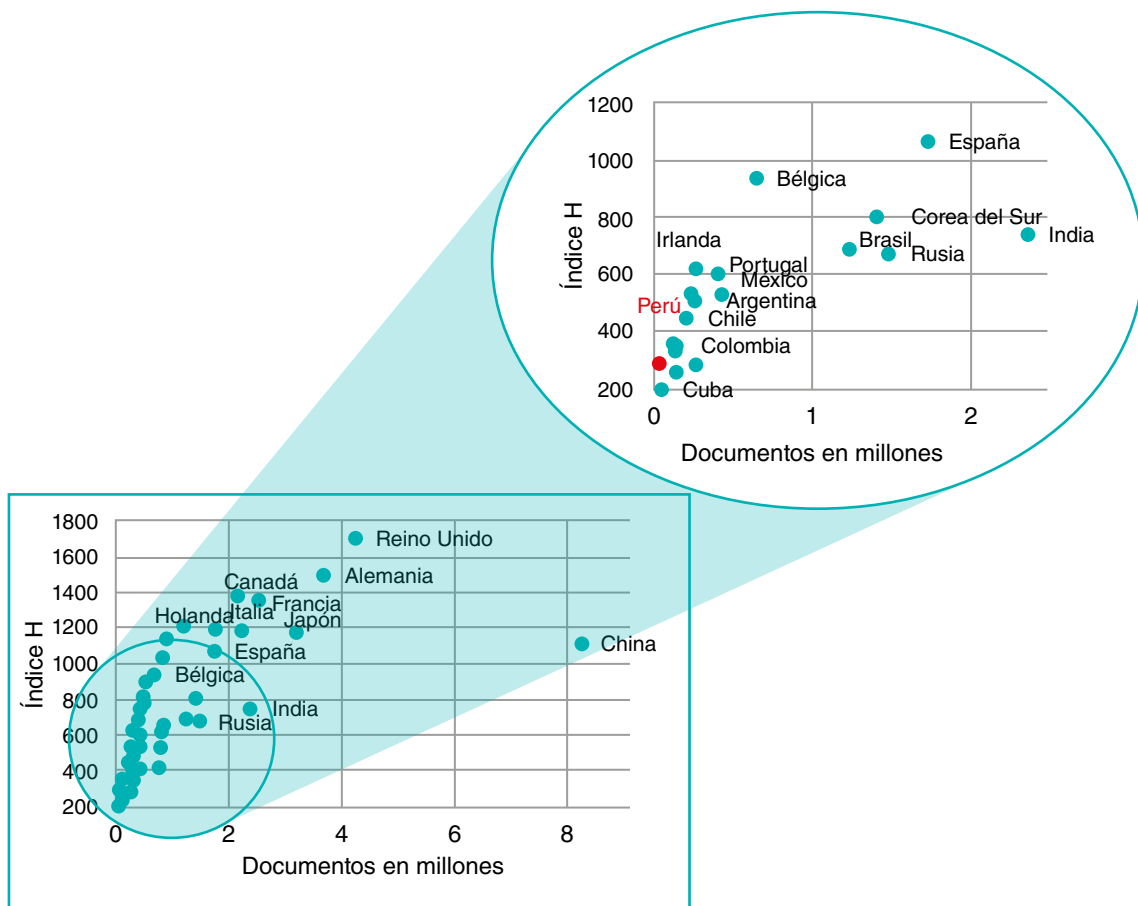 1200
España
1000
Bélgica
800
Corea del Sur
Índice H
Irlanda
Brasil
India
Rusia
600
Portugal
México
Perú
Argentina
Chile
400
Colombia
Cuba
200
0
1
2
Documentos en millones
1800
Reino Unido
1600
Alemania
Canadá
1400
Francia
Italia
Holanda
Japón
1200
China
España
1000
Bélgica
Índice H
800
India
Rusia
600
400
200
0
2
4
6
8
Documentos en millones